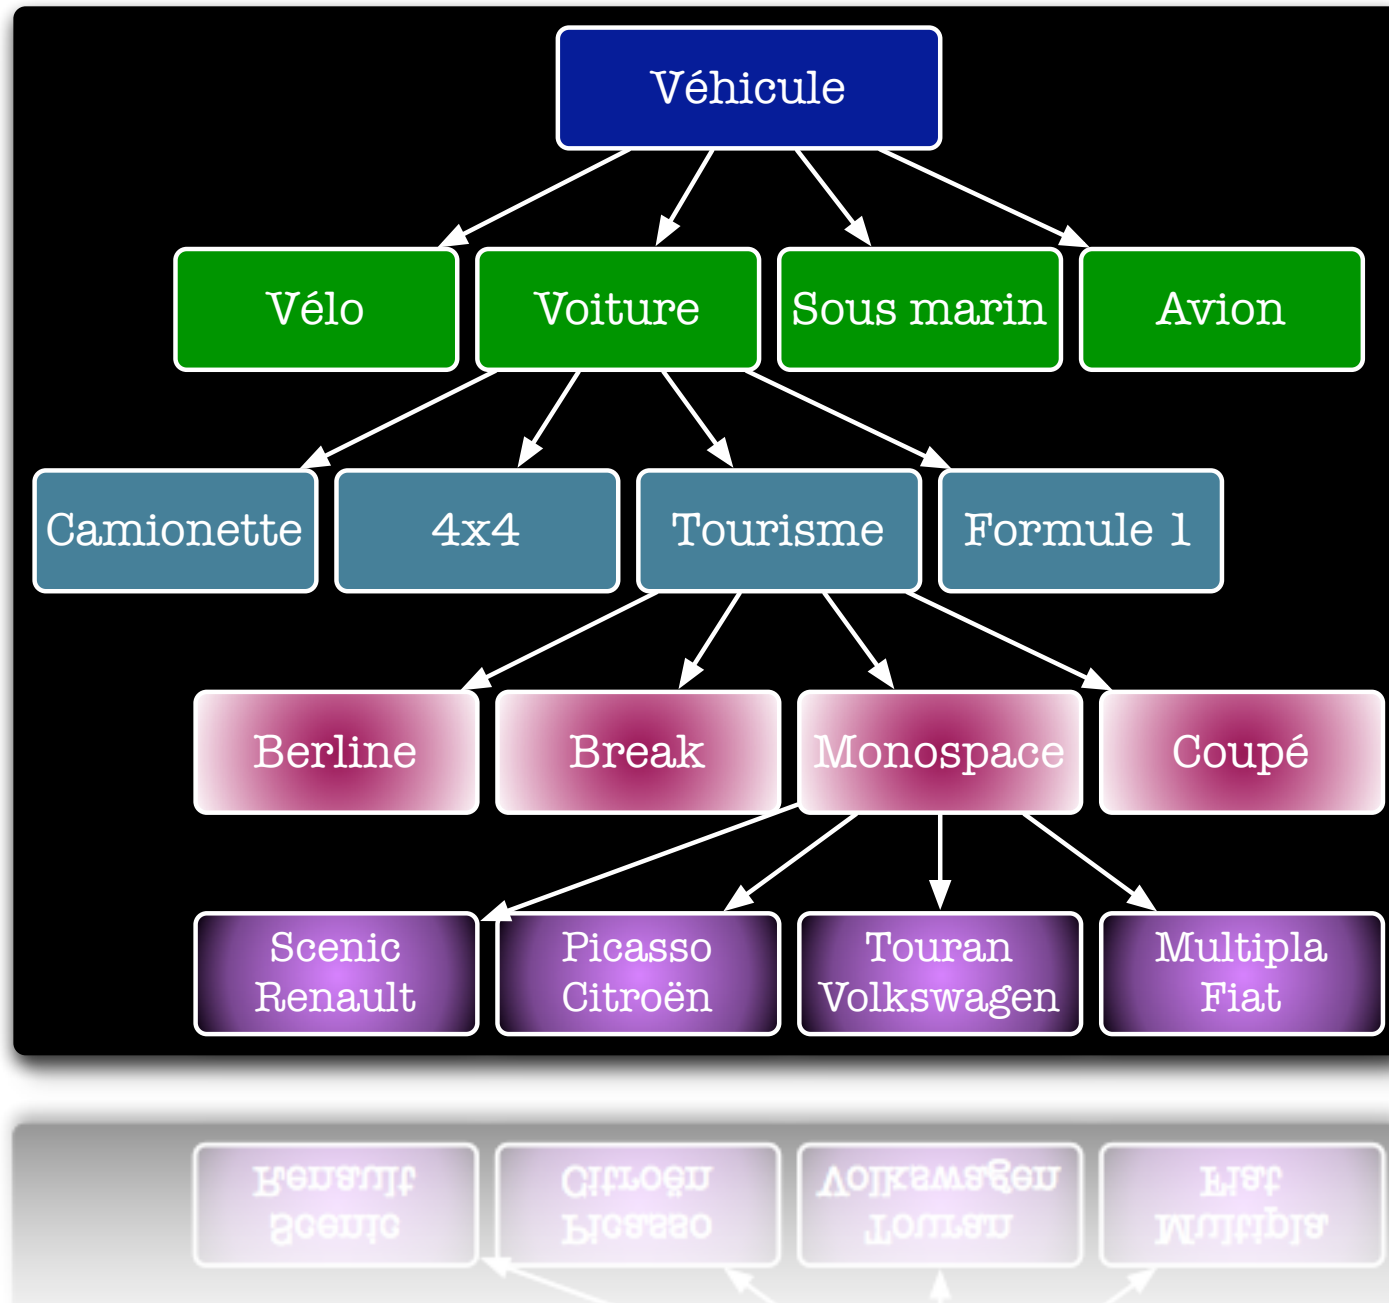 Véhicule
Vélo
Voiture
Sous marin
Avion
Camionette
4x4
Tourisme
Formule 1
Berline
Break
Monospace
Coupé
Scenic
Renault
Picasso
Citroën
Touran
Volkswagen
Multipla
Fiat